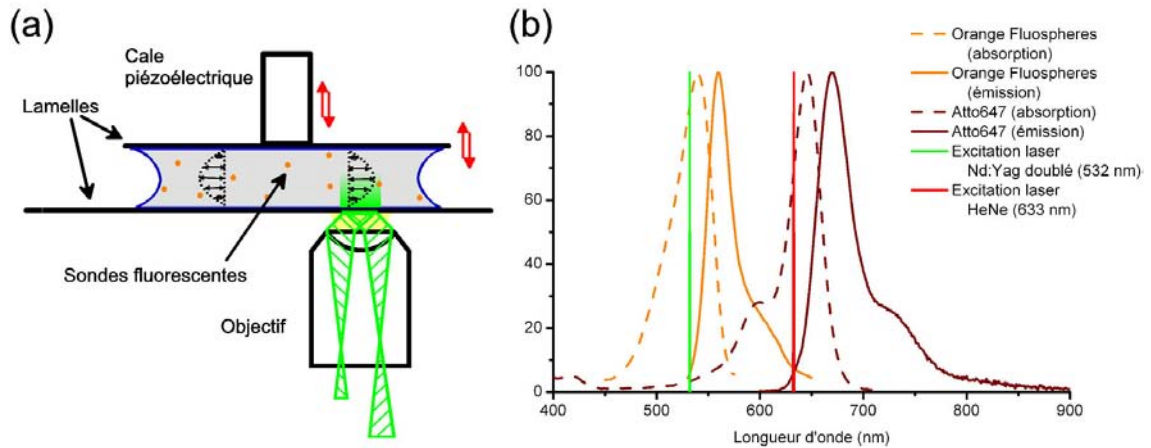 (a)
Cale
piézoélectrique
Lamelles
Sondes fluorescentes
Objectif
(b)
Orange Fluospheres
(absorption)
Orange Fluospheres
(émission)
Atto647 (absorption)
Atto647 (émission)
Excitation laser
Nd:Yag doublé (532 nm)
Excitation laser
HeNe (633 nm)
100
80
60
40
20
0
400
500
600
700
800
900
Longueur d'onde (nm)